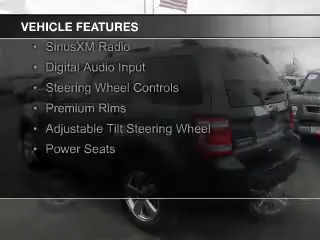 VEHICLE FEATURES
• SiriusXM Radio
• Digital Audio Input
• Steering Wheel Controls
• Premium Rims
• Adjustable Tilt Steering Wheel
• Power Seats